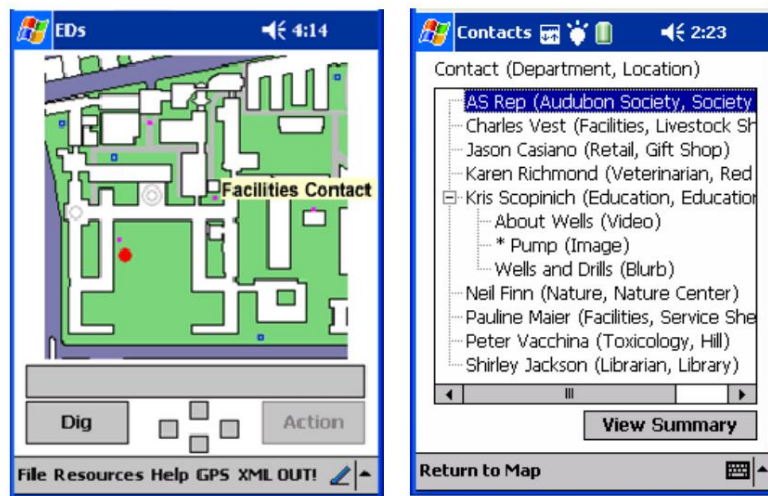 EDs 4:14
Facilities Contact
Dig
Action
File Resources Help GPS XML OUT!
Contacts 2:23
Contact (Department, Location)
AS Rep (Audubon Society, Society
Charles Vest (Facilities, Livestock Sh
Jason Casiano (Retail, Gift Shop)
Karen Richmond (Veterinarian, Red
Kris Scopinich (Education, Education
About Wells (Video)
* Pump (Image)
Wells and Drills (Blurb)
Neil Finn (Nature, Nature Center)
Pauline Maier (Facilities, Service She
Peter Vacchina (Toxicology, Hill)
Shirley Jackson (Librarian, Library)
View Summary
Return to Map